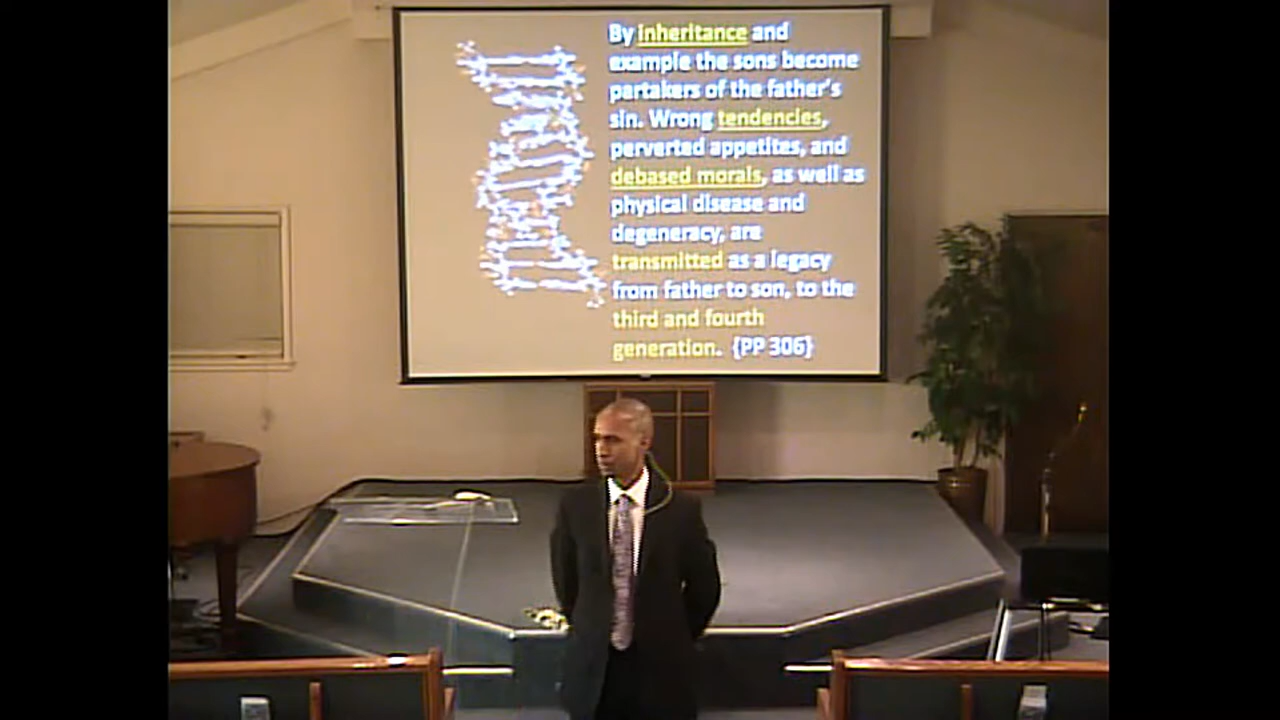 By inheritance and
example the sons become
partakers of the father's
sin. Wrong tendencies,
perverted appetites, and
debased morals, as well as
physical disease and
degeneracy, are
transmitted as a legacy
from father to son, to the
third and fourth
generation. {PP 306}